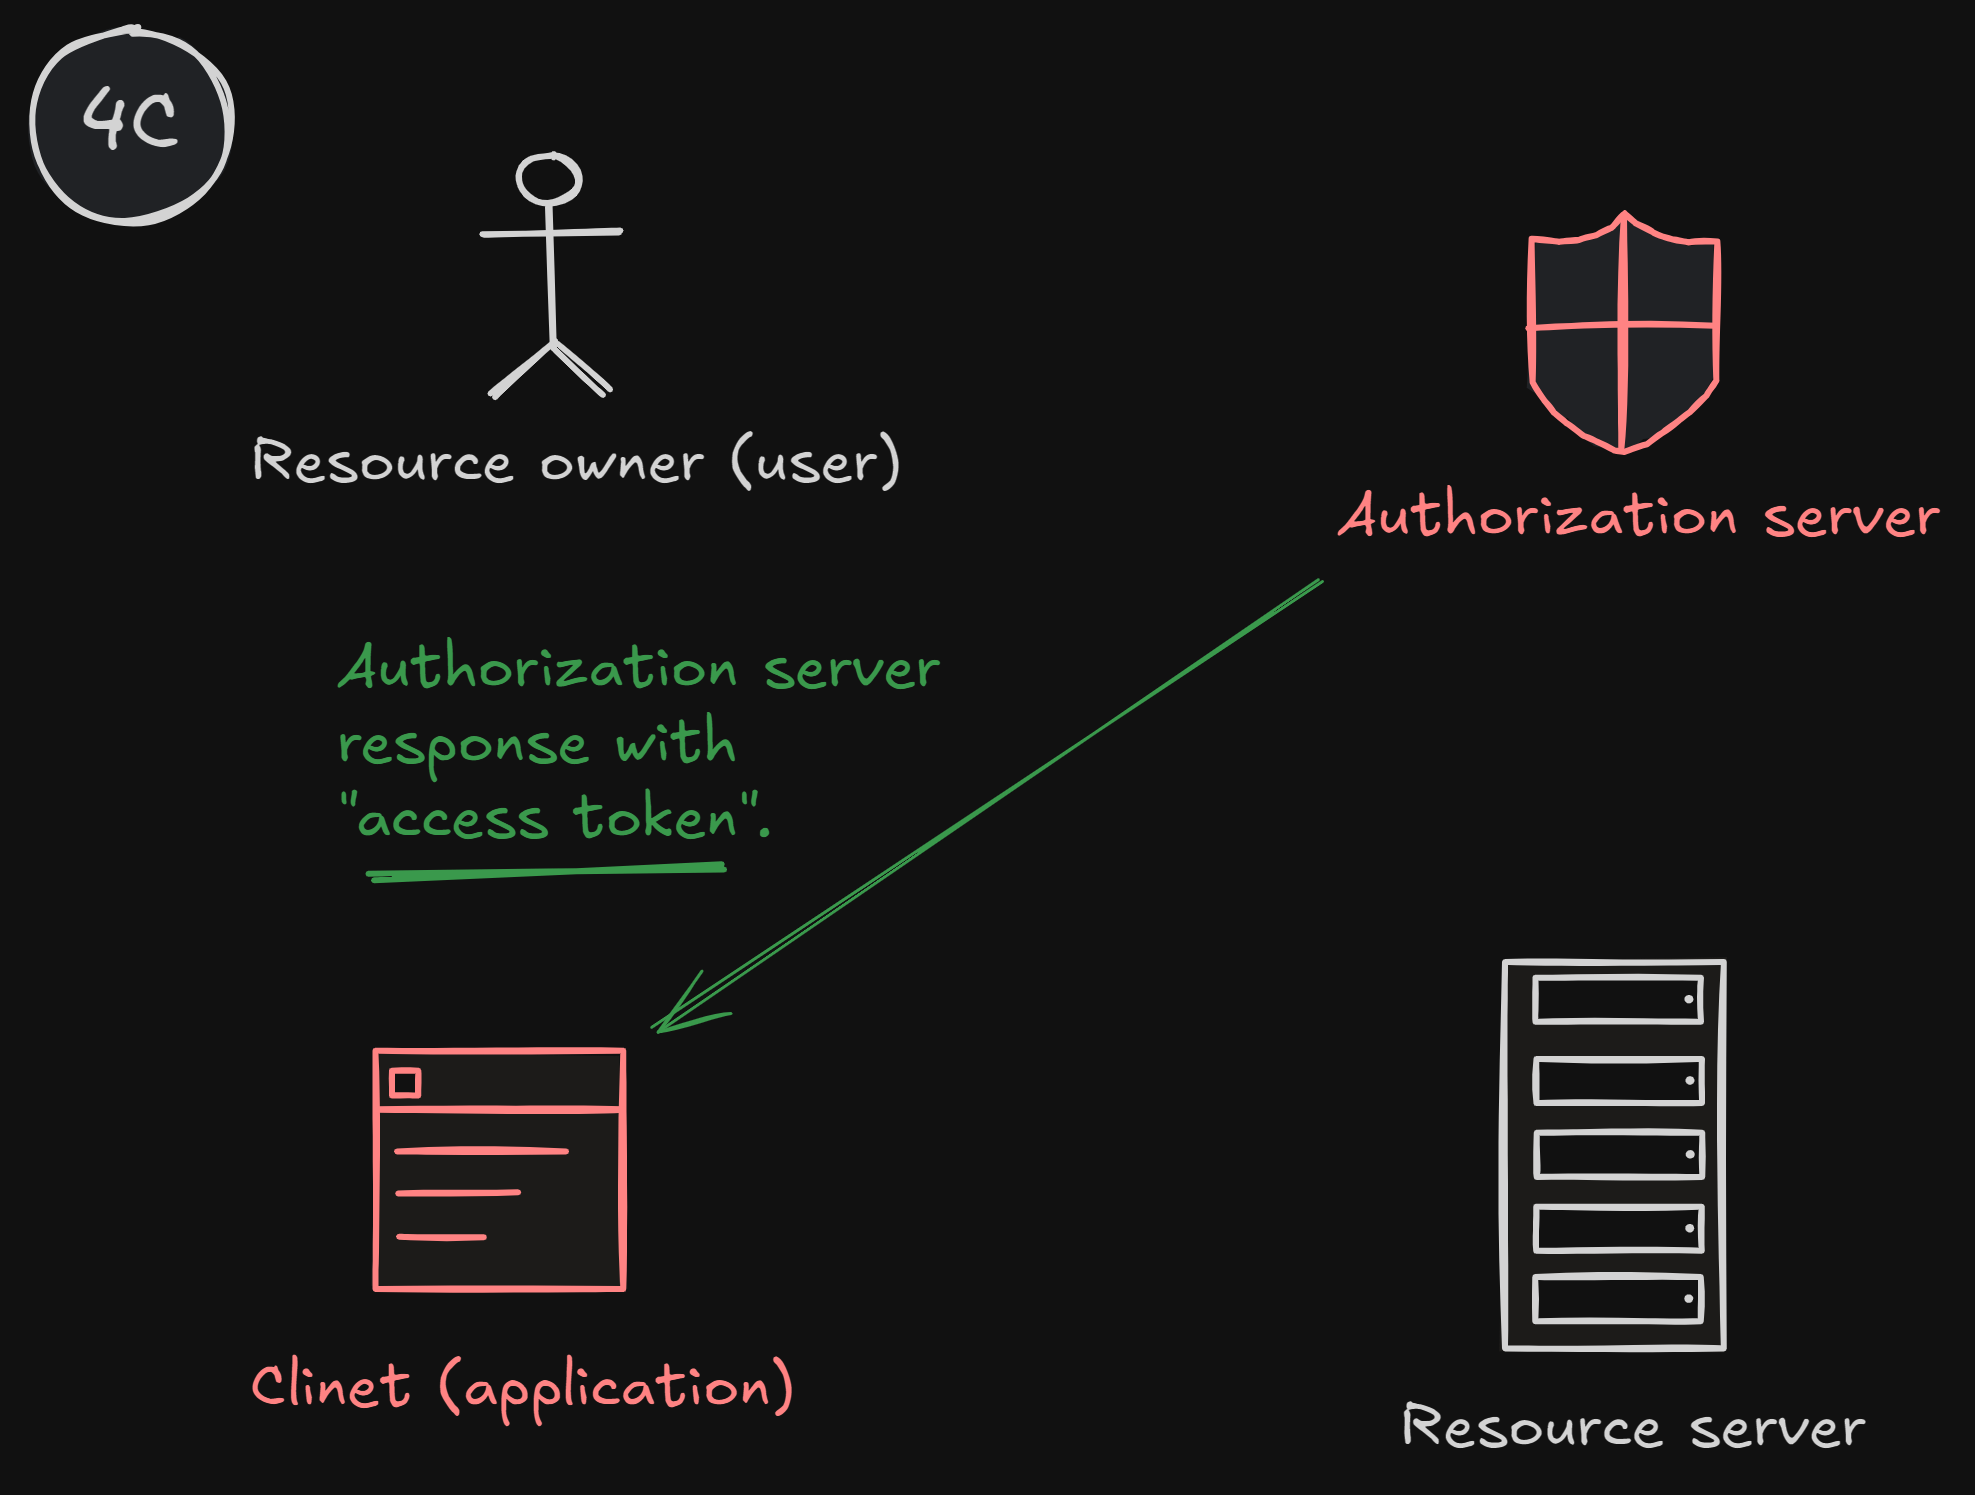 4C
Resource owner (user)
Authorization server
Authorization server
response with
"access token".
Clinet (application)
Resource server